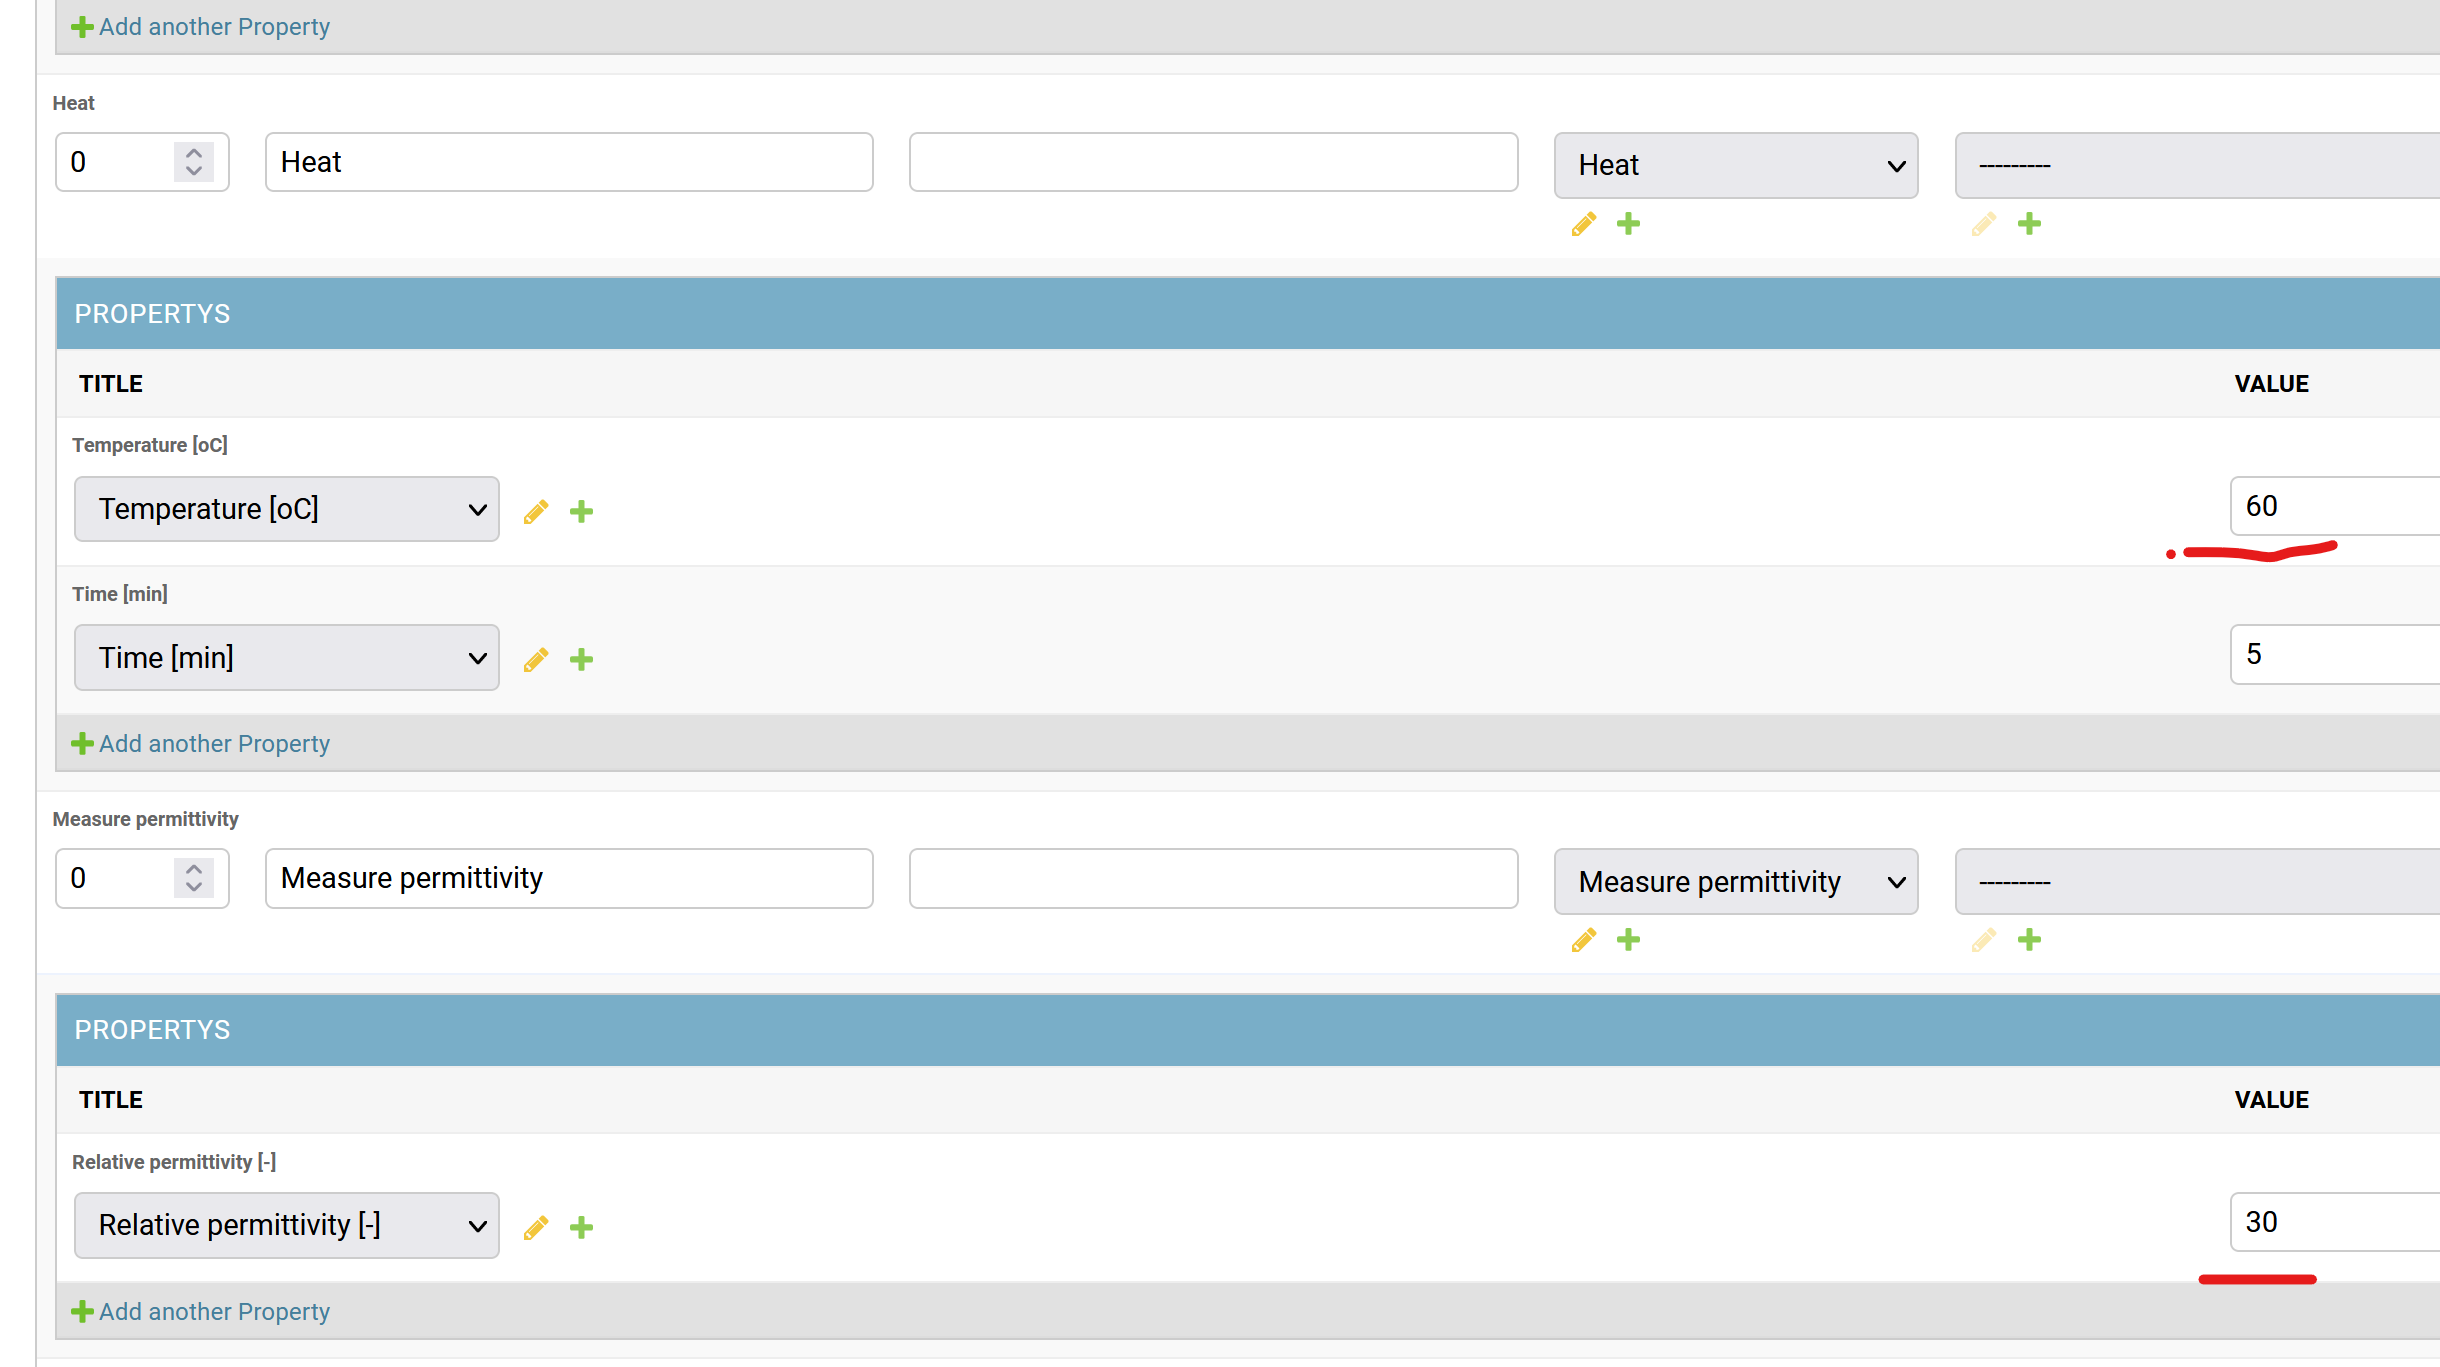 Add another Property
Heat
0 Heat Heat ---------
PROPERTYS
TITLE VALUE
Temperature [oC]
Temperature [oC] 60
Time [min]
Time [min] 5
Add another Property
Measure permittivity
0 Measure permittivity Measure permittivity ---------
PROPERTYS
TITLE VALUE
Relative permittivity [-]
Relative permittivity [-] 30
Add another Property